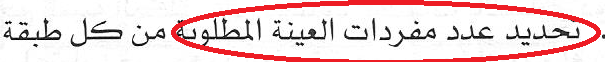 . تحديد عدد مفردات العينة المطلوبة من كل طبقة